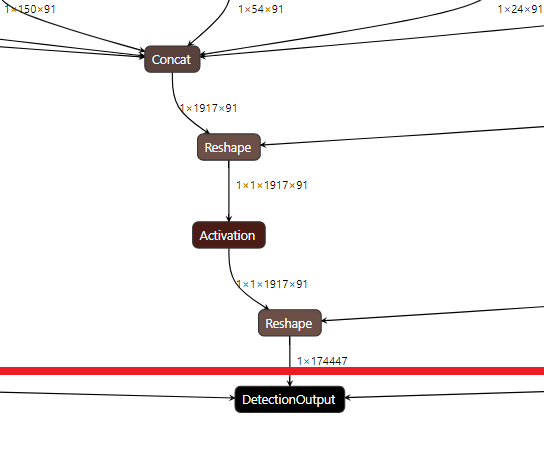 1×150×91
1×54×91
1×24×91
Concat
1×1917×91
Reshape
1×1×1917×91
Activation
1×1×1917×91
Reshape
1×174447
DetectionOutput